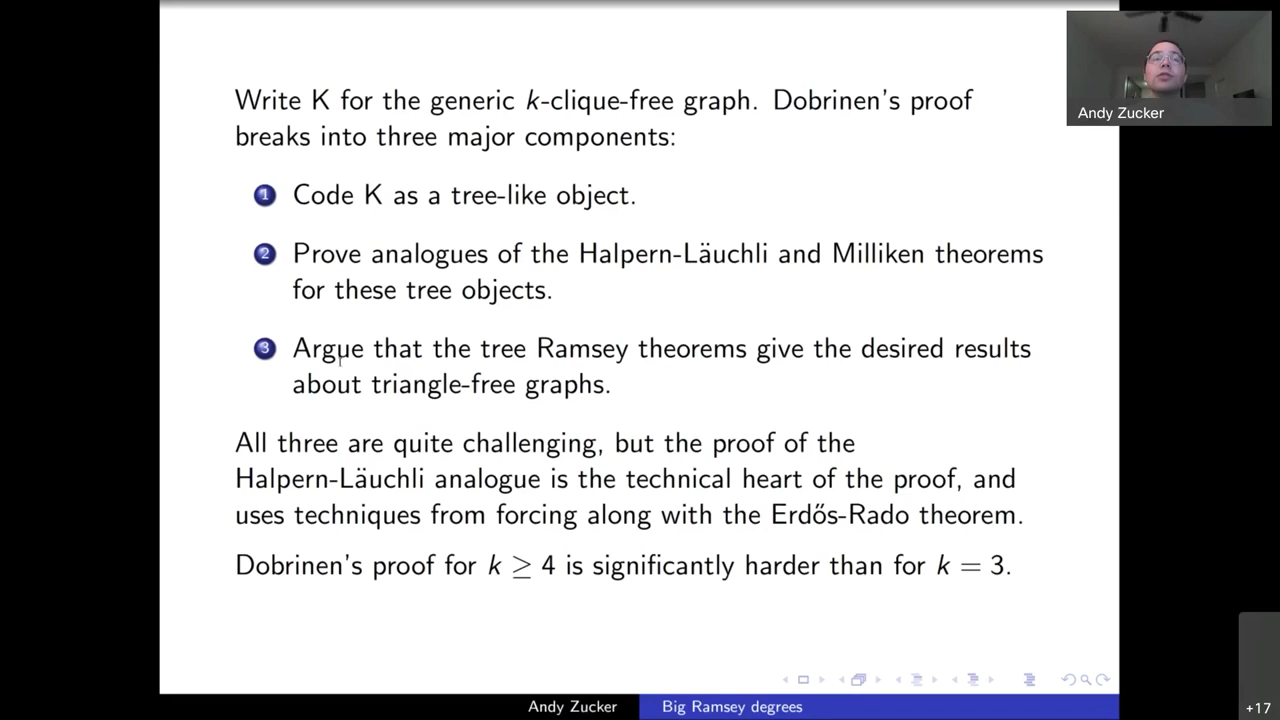 Write K for the generic k-clique-free graph. Dobrinen's proof
breaks into three major components:
1 Code K as a tree-like object.
2 Prove analogues of the Halpern-Läuchli and Milliken theorems
for these tree objects.
3 Argue that the tree Ramsey theorems give the desired results
about triangle-free graphs.
All three are quite challenging, but the proof of the
Halpern-Läuchli analogue is the technical heart of the proof, and
uses techniques from forcing along with the Erdős-Rado theorem.
Dobrinen's proof for k ≥ 4 is significantly harder than for k = 3.
Andy Zucker
Andy Zucker
Big Ramsey degrees
+17